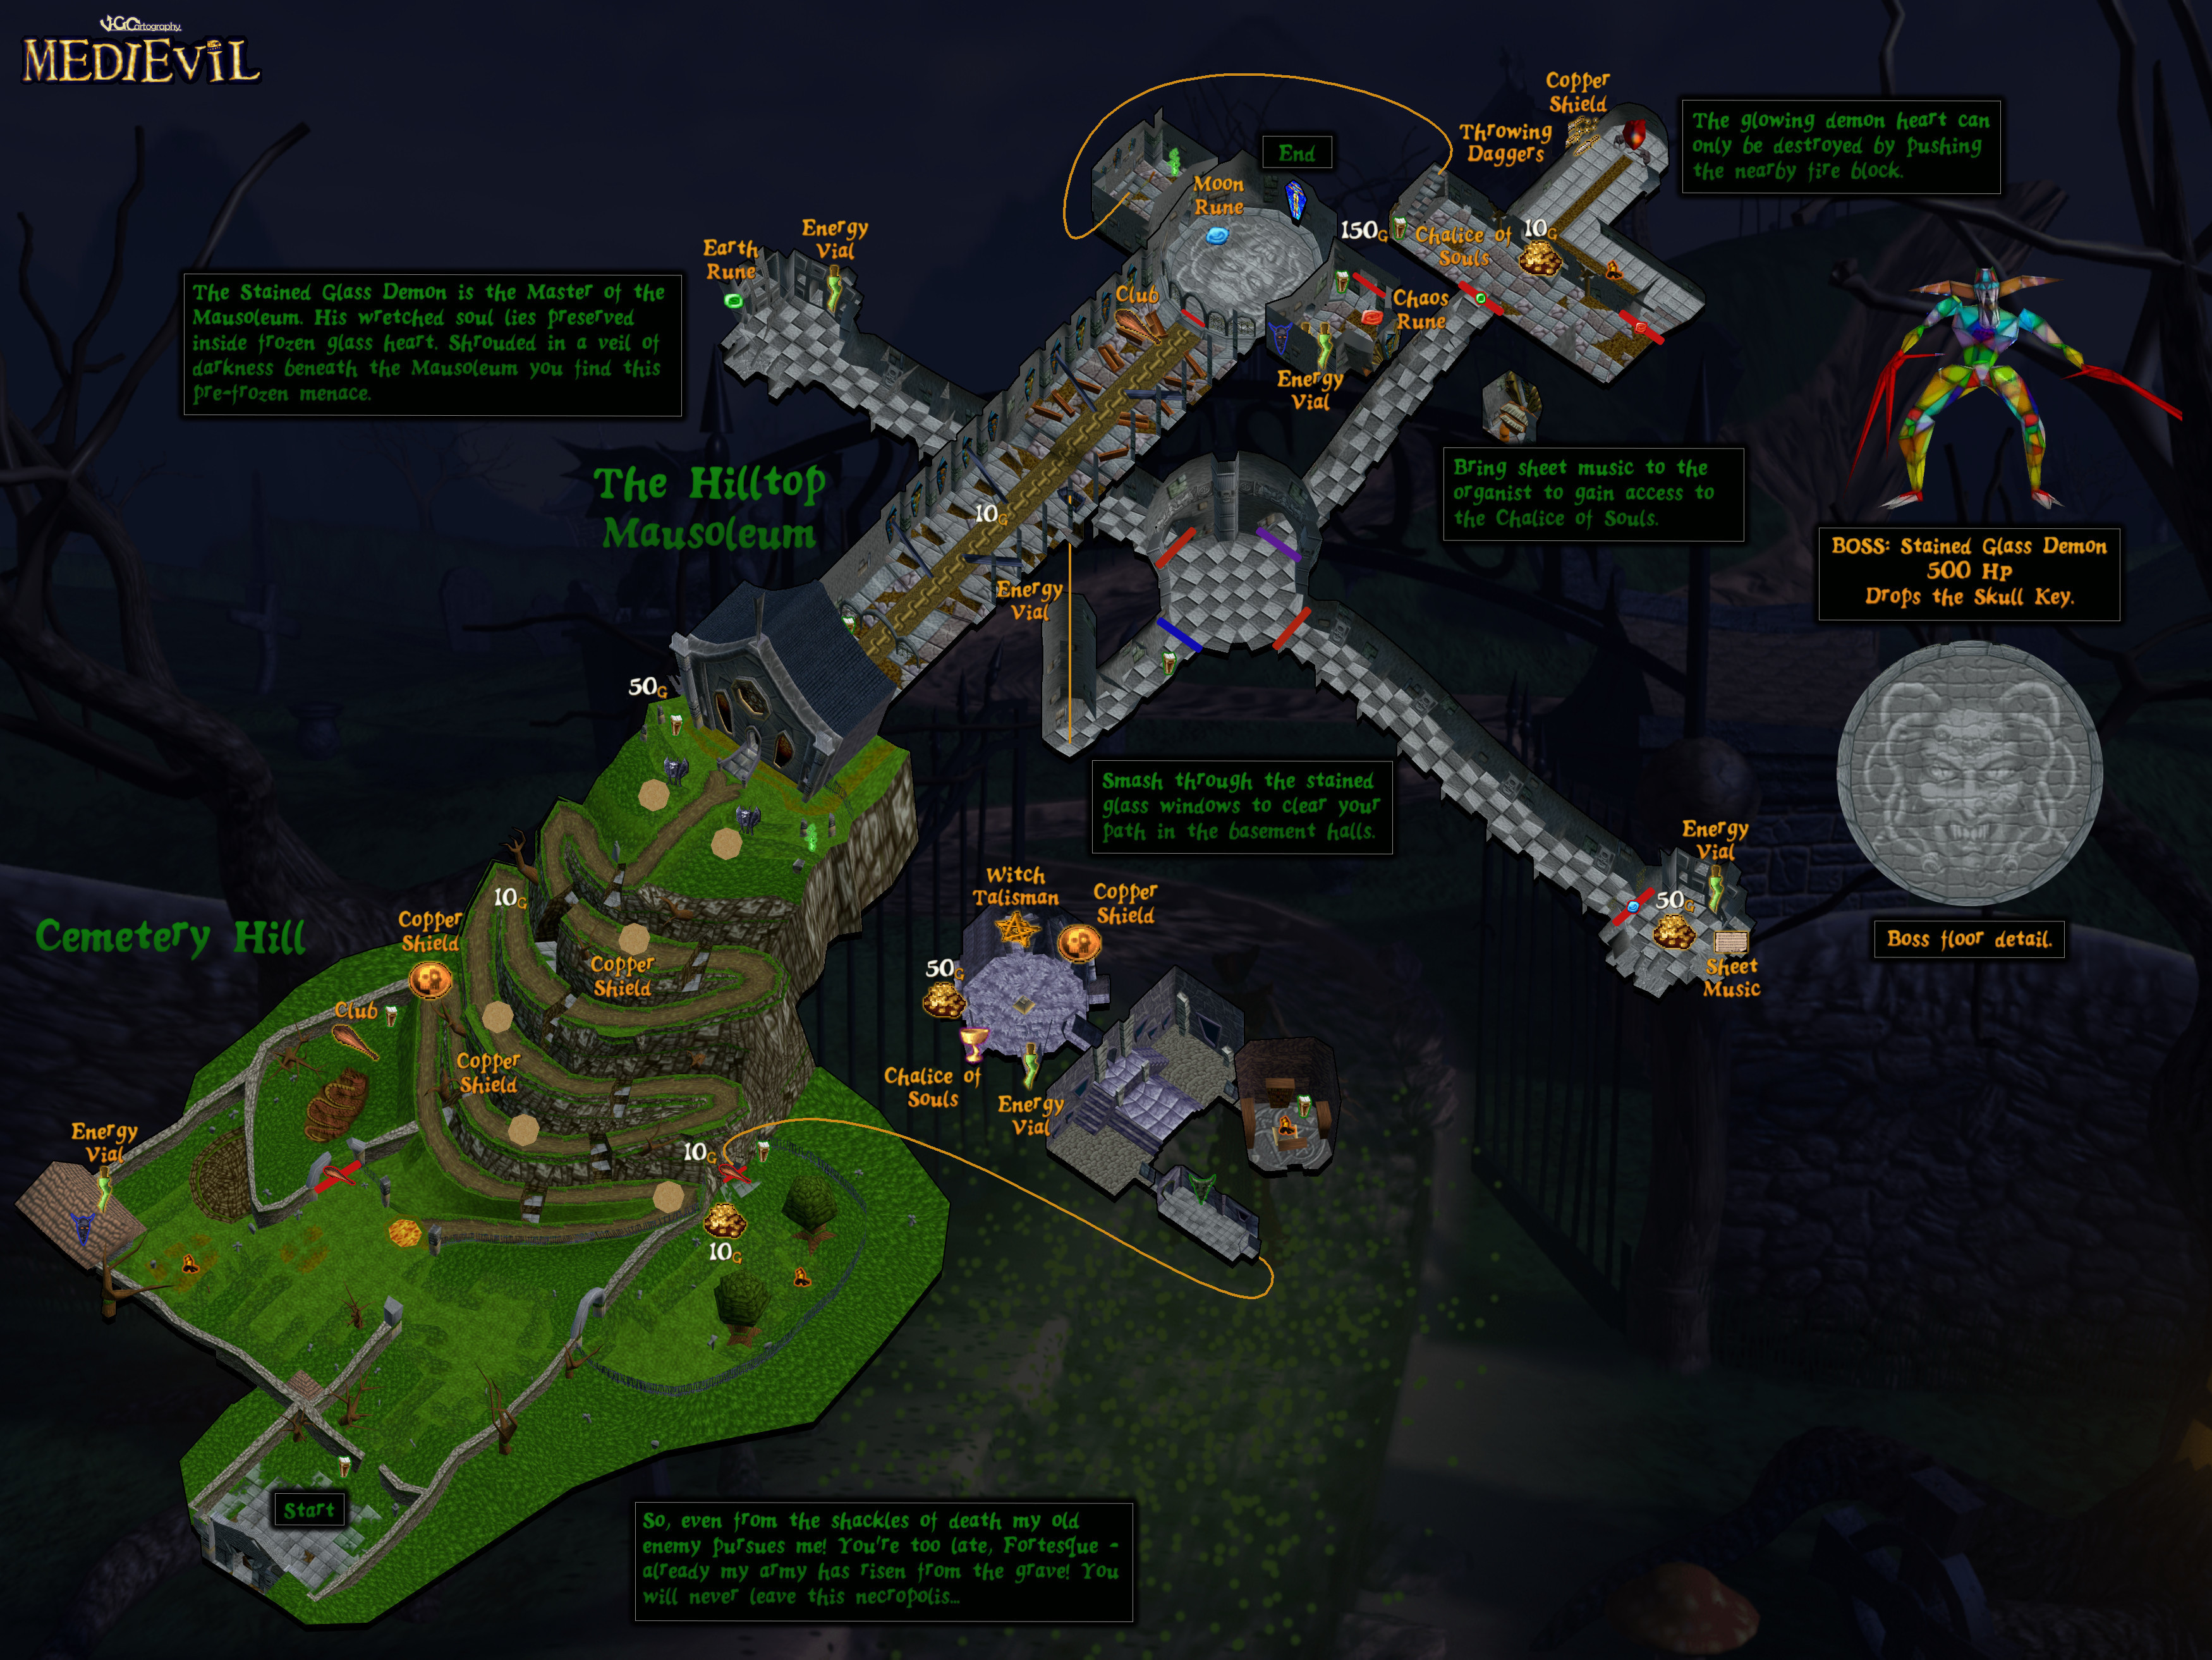 VGCartography
MEDIEVIL
Copper
Shield
Throwing
Daggers
The glowing demon heart can
only be destroyed by pushing
the nearby fire block.
End
Moon
Rune
150G
Chalice of
Souls
10G
Energy
Vial
Earth
Rune
The Stained Glass Demon is the Master of the
Mausoleum. His wretched soul lies preserved
inside frozen glass heart. Shrouded in a veil of
darkness beneath the Mausoleum you find this
pre-frozen menace.
Club
Chaos
Rune
Energy
Vial
The Hilltop
Mausoleum
10G
Bring sheet music to the
organist to gain access to
the Chalice of Souls.
BOSS: Stained Glass Demon
500 Hp
Drops the Skull Key.
Energy
Vial
50G
Smash through the stained
glass windows to clear your
path in the basement halls.
Energy
Vial
50G
Sheet
Music
Boss floor detail.
Cemetery Hill
10G
Copper
Shield
Copper
Shield
Club
Copper
Shield
Witch
Talisman
Copper
Shield
50G
Chalice of
Souls
Energy
Vial
Energy
Vial
10G
10G
Start
So, even from the shackles of death my old
enemy pursues me! You're too late, Fortesque -
already my army has risen from the grave! You
will never leave this necropolis...